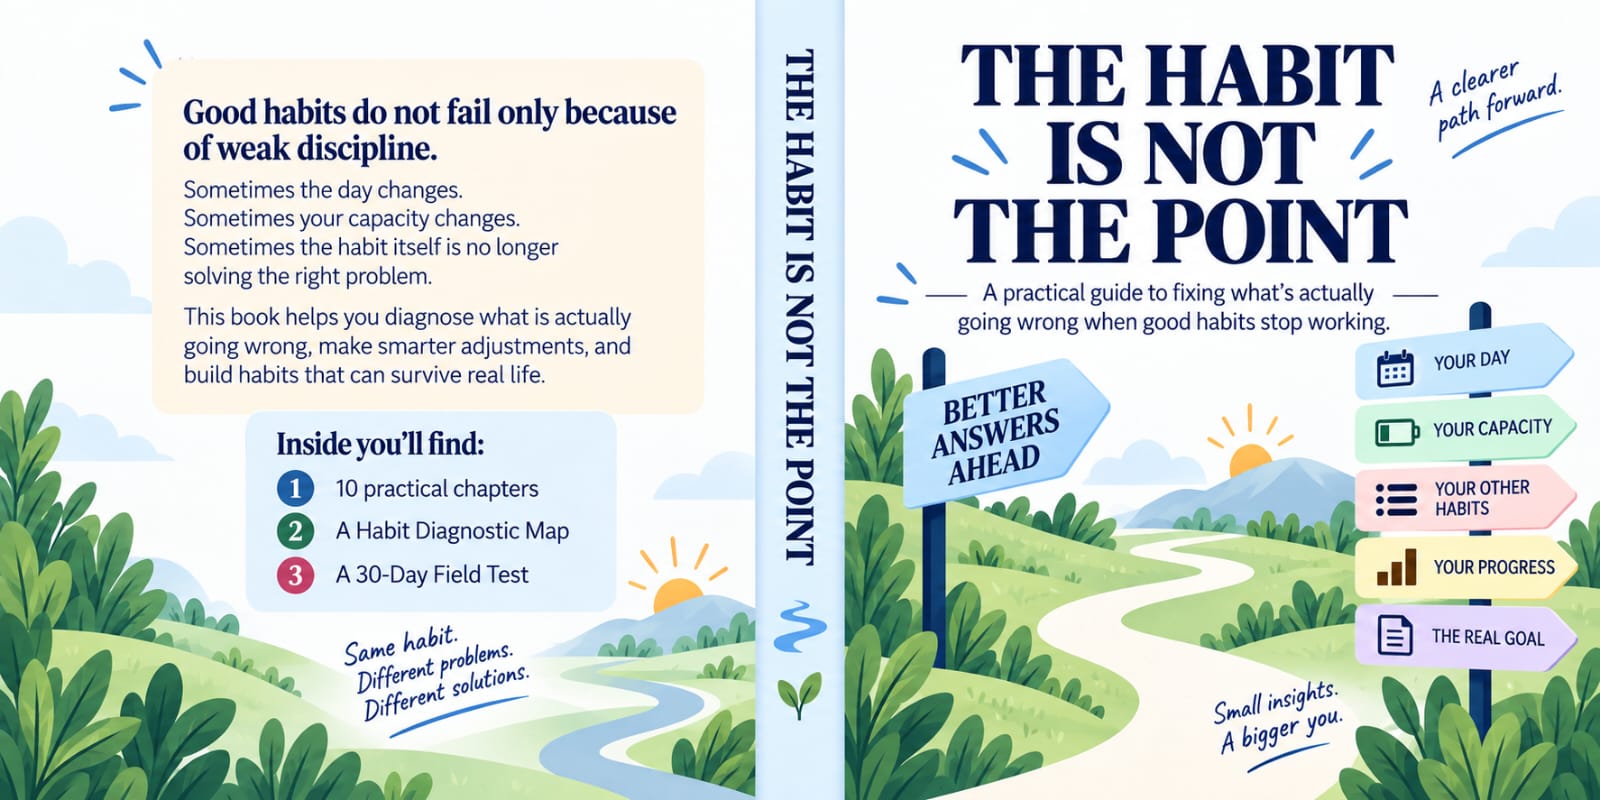 Good habits do not fail only because
of weak discipline.
Sometimes the day changes.
Sometimes your capacity changes.
Sometimes the habit itself is no longer
solving the right problem.
This book helps you diagnose what is actually
going wrong, make smarter adjustments, and
build habits that can survive real life.
Inside you'll find:
1 10 practical chapters
2 A Habit Diagnostic Map
3 A 30-Day Field Test
Same habit.
Different problems.
Different solutions.
THE HABIT IS NOT THE POINT
THE HABIT
IS NOT
THE POINT
A clearer
path forward.
A practical guide to fixing what's actually
going wrong when good habits stop working.
BETTER
ANSWERS
AHEAD
YOUR DAY
YOUR CAPACITY
YOUR OTHER
HABITS
YOUR PROGRESS
THE REAL GOAL
Small insights.
A bigger you.